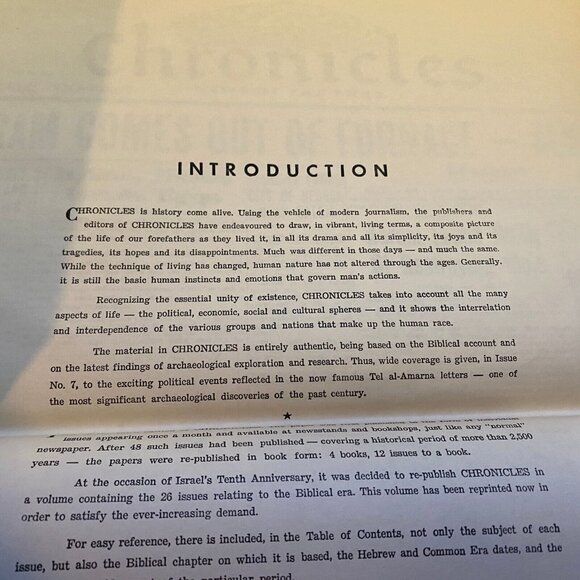 Chronicles
INTRODUCTION
CHRONICLES is history come alive. Using the vehicle of modern journalism, the publishers and
editors of CHRONICLES have endeavoured to draw, in vibrant, living terms, a composite picture
of the life of our forefathers as they lived it, in all its drama and all its simplicity, its joys and its
tragedies, its hopes and its disappointments. Much was different in those days — and much the same.
While the technique of living has changed, human nature has not altered through the ages. Generally,
it is still the basic human instincts and emotions that govern man's actions.
Recognizing the essential unity of existence, CHRONICLES takes into account all the many
aspects of life — the political, economic, social and cultural spheres — and it shows the interrelation
and interdependence of the various groups and nations that make up the human race.
The material in CHRONICLES is entirely authentic, being based on the Biblical account and
on the latest findings of archaeological exploration and research. Thus, wide coverage is given, in Issue
No. 7, to the exciting political events reflected in the now famous Tel al-Amarna letters — one of
the most significant archaeological discoveries of the past century.
★
issues appearing once a month and available at newsstands and bookshops, just like any "normal"
newspaper. After 48 such issues had been published — covering a historical period of more than 2,500
years — the papers were re-published in book form: 4 books, 12 issues to a book.
At the occasion of Israel's Tenth Anniversary, it was decided to re-publish CHRONICLES in
a volume containing the 26 issues relating to the Biblical era. This volume has been reprinted now in
order to satisfy the ever-increasing demand.
For easy reference, there is included, in the Table of Contents, not only the subject of each
issue, but also the Biblical chapter on which it is based, the Hebrew and Common Era dates, and the
of the particular period.